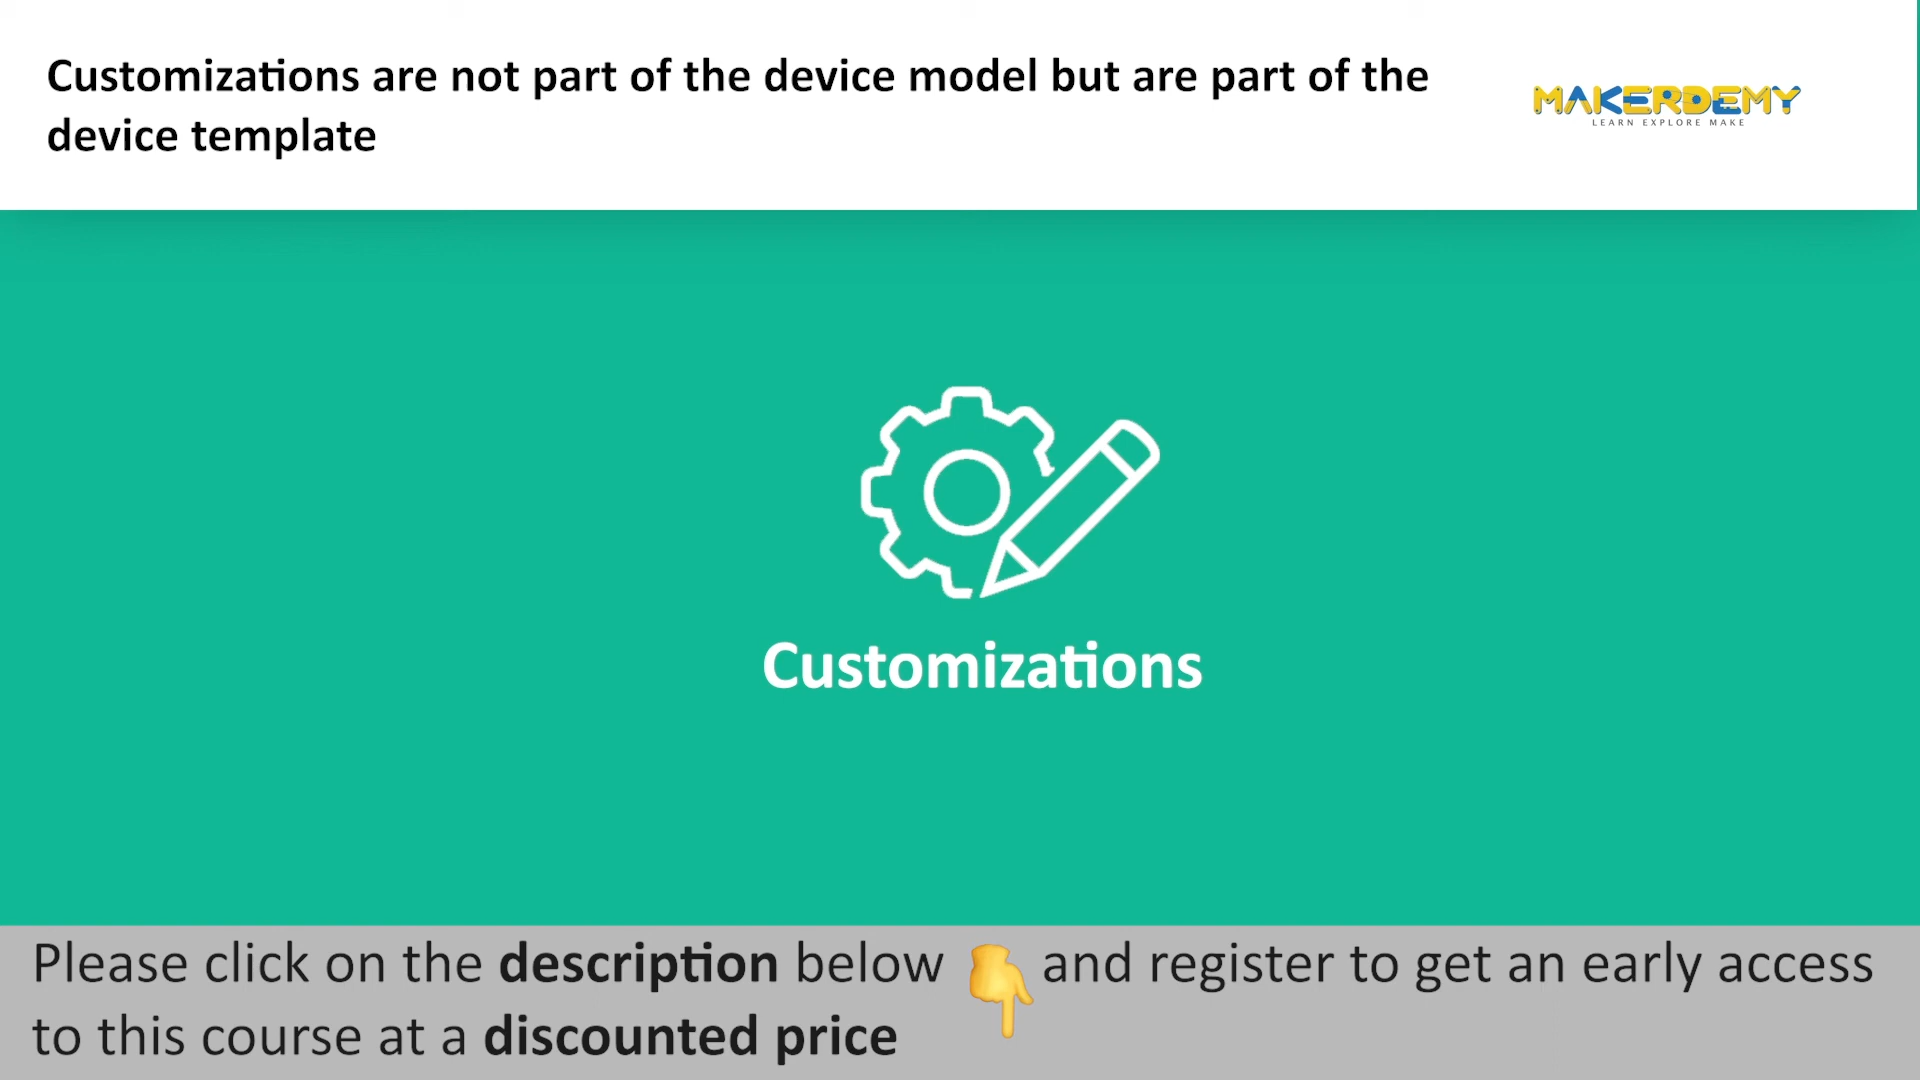 Customizations are not part of the device model but are part of the
device template
MAKERDEMY
LEARN EXPLORE MAKE
Customizations
Please click on the description below 👇 and register to get an early access
to this course at a discounted price